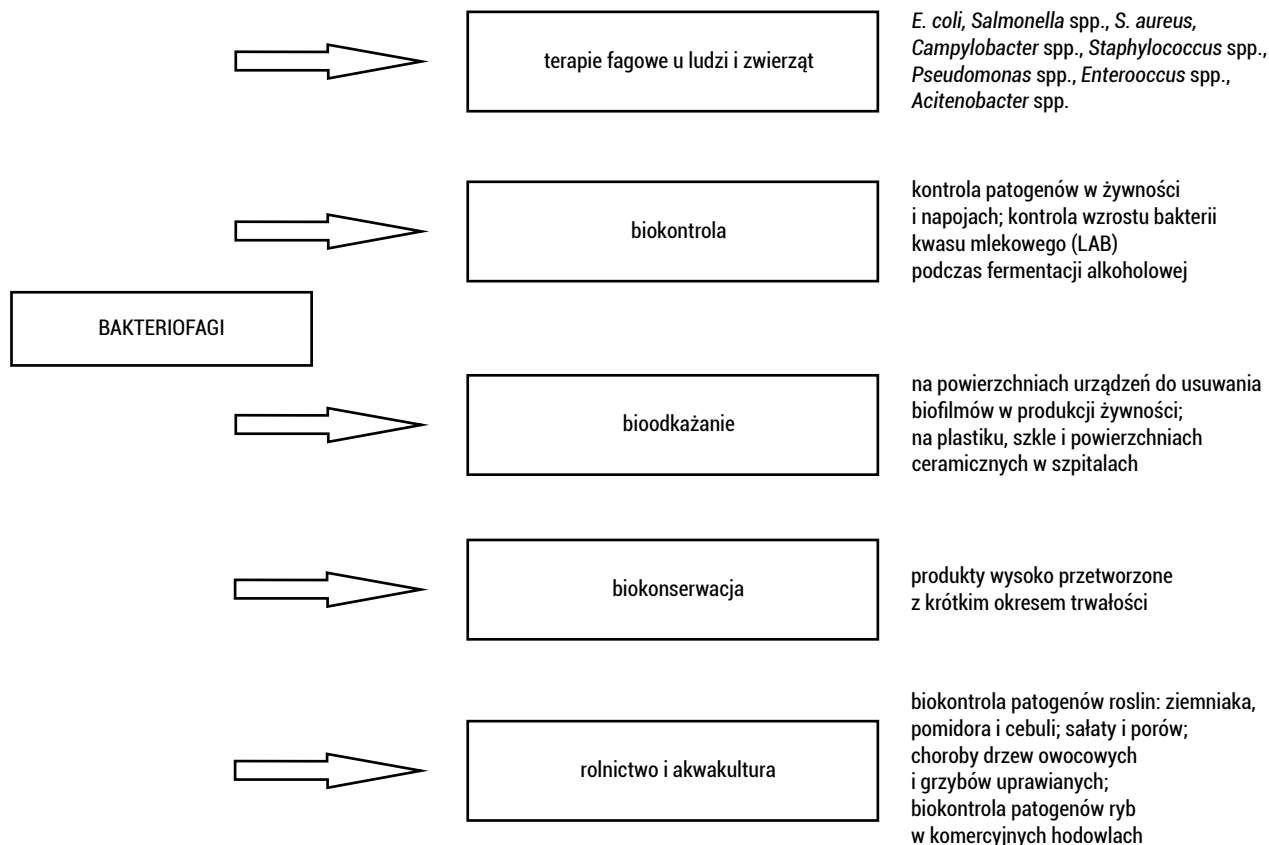 terapie fagowe u ludzi i zwierząt
E. coli, Salmonella spp., S. aureus,
Campylobacter spp., Staphylococcus spp.,
Pseudomonas spp., Enterooccus spp.,
Acitenobacter spp.
biokontrola
kontrola patogenów w żywności
i napojach; kontrola wzrostu bakterii
kwasu mlekowego (LAB)
podczas fermentacji alkoholowej
BAKTERIOFAGI
bioodkażanie
na powierzchniach urządzeń do usuwania
biofilmów w produkcji żywności;
na plastiku, szkle i powierzchniach
ceramicznych w szpitalach
biokonserwacja
produkty wysoko przetworzone
z krótkim okresem trwałości
rolnictwo i akwakultura
biokontrola patogenów roslin: ziemniaka,
pomidora i cebuli; sałaty i porów;
choroby drzew owocowych
i grzybów uprawianych;
biokontrola patogenów ryb
w komercyjnych hodowlach